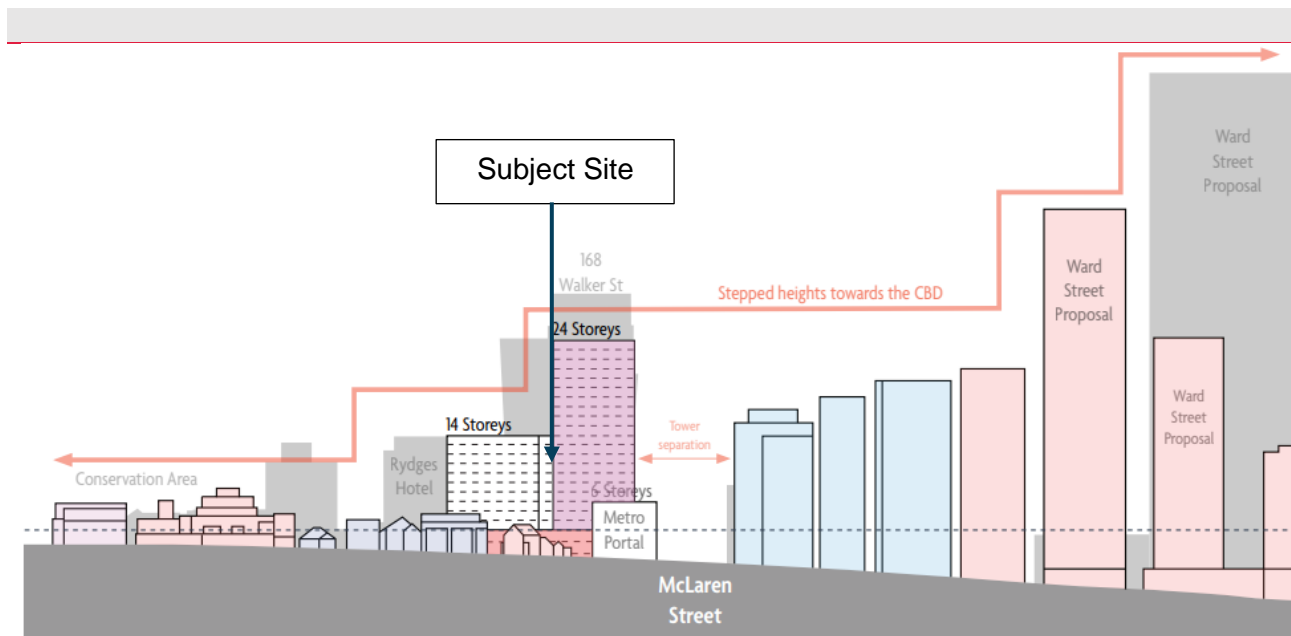 Subject Site
Ward
Street
Proposal
168
Walker St
Ward
Street
Proposal
Stepped heights towards the CBD
24 Storeys
Ward
Street
Proposal
14 Storeys
Tower
separation
Rydges
Hotel
Conservation Area
6 Storeys
Metro
Portal
McLaren
Street